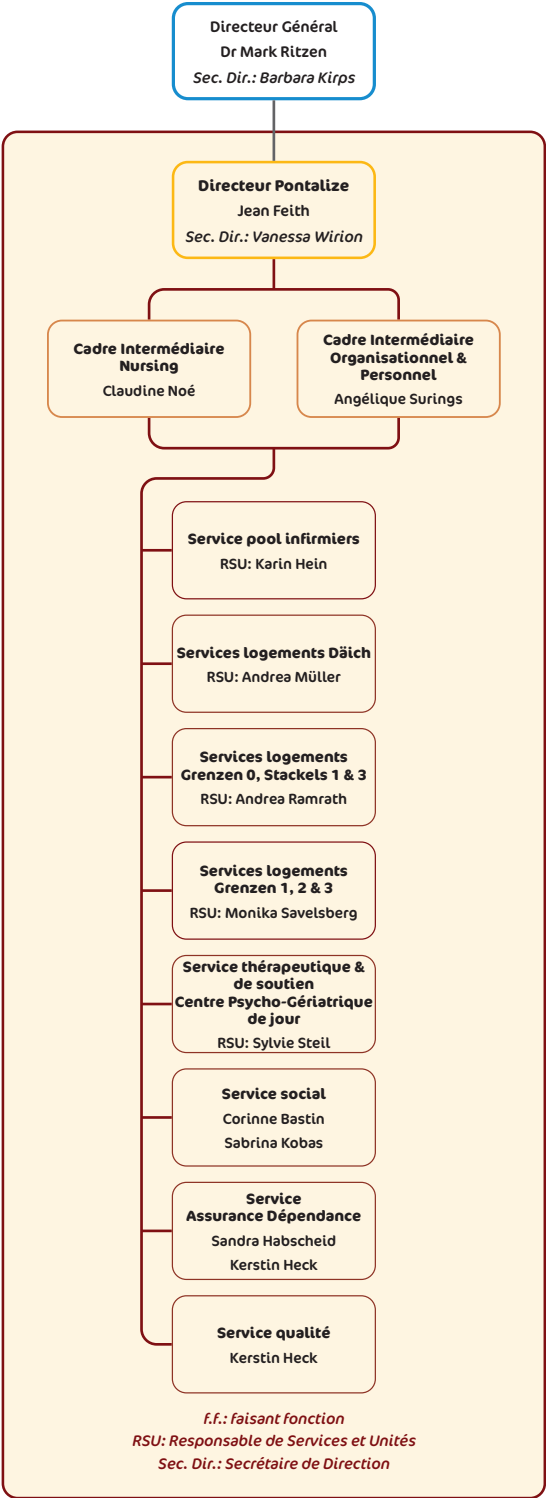 Directeur Général
Dr Mark Ritzen
Sec. Dir.: Barbara Kirps
Directeur Pontalize
Jean Feith
Sec. Dir.: Vanessa Wirion
Cadre Intermédiaire
Nursing
Claudine Noé
Cadre Intermédiaire
Organisationnel &
Personnel
Angélique Surings
Service pool infirmiers
RSU: Karin Hein
Services logements Däich
RSU: Andrea Müller
Services logements
Grenzen 0, Stackels 1 & 3
RSU: Andrea Ramrath
Services logements
Grenzen 1, 2 & 3
RSU: Monika Savelsberg
Service thérapeutique &
de soutien
Centre Psycho-Gériatrique
de jour
RSU: Sylvie Steil
Service social
Corinne Bastin
Sabrina Kobas
Service
Assurance Dépendance
Sandra Habscheid
Kerstin Heck
Service qualité
Kerstin Heck
f.f.: faisant fonction
RSU: Responsable de Services et Unités
Sec. Dir.: Secrétaire de Direction